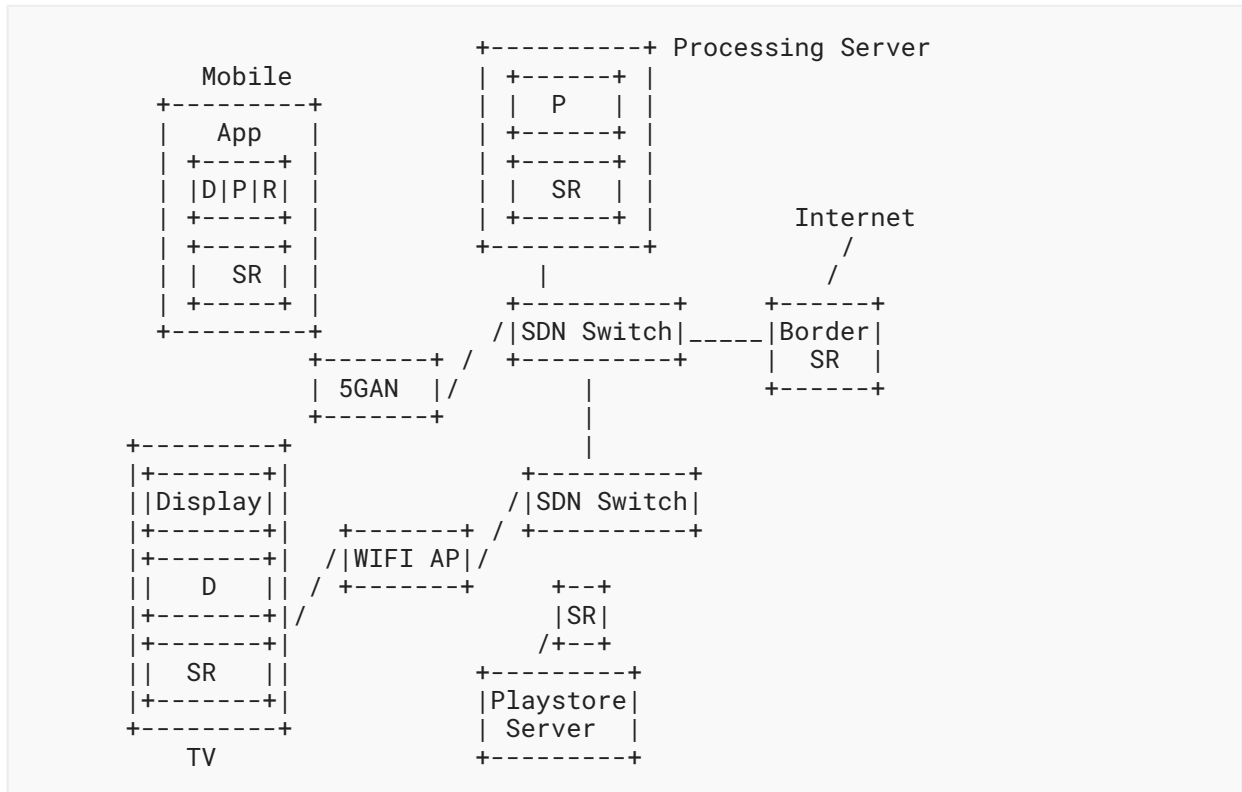 +----------+ Processing Server
Mobile | +------+ |
+---------+ | | P | |
| App | | +------+ |
| +-----+ | | +------+ |
| |D|P|R| | | | SR | |
| +-----+ | | +------+ | Internet
| +-----+ | +----------+ /
| | SR | | | /
| +-----+ | +----------+ +------+
+---------+ /|SDN Switch|_____|Border|
+-------+ / +----------+ | SR |
| 5GAN |/ | +------+
+-------+ |
+---------+ |
|+-------+| +----------+
||Display|| /|SDN Switch|
|+-------+| +-------+ / +----------+
|+-------+| /|WIFI AP|/
|| D || / +-------+ +--+
|+-------+|/ |SR|
|+-------+| /+--+
|| SR || +---------+
|+-------+| |Playstore|
+---------+ | Server |
TV +---------+